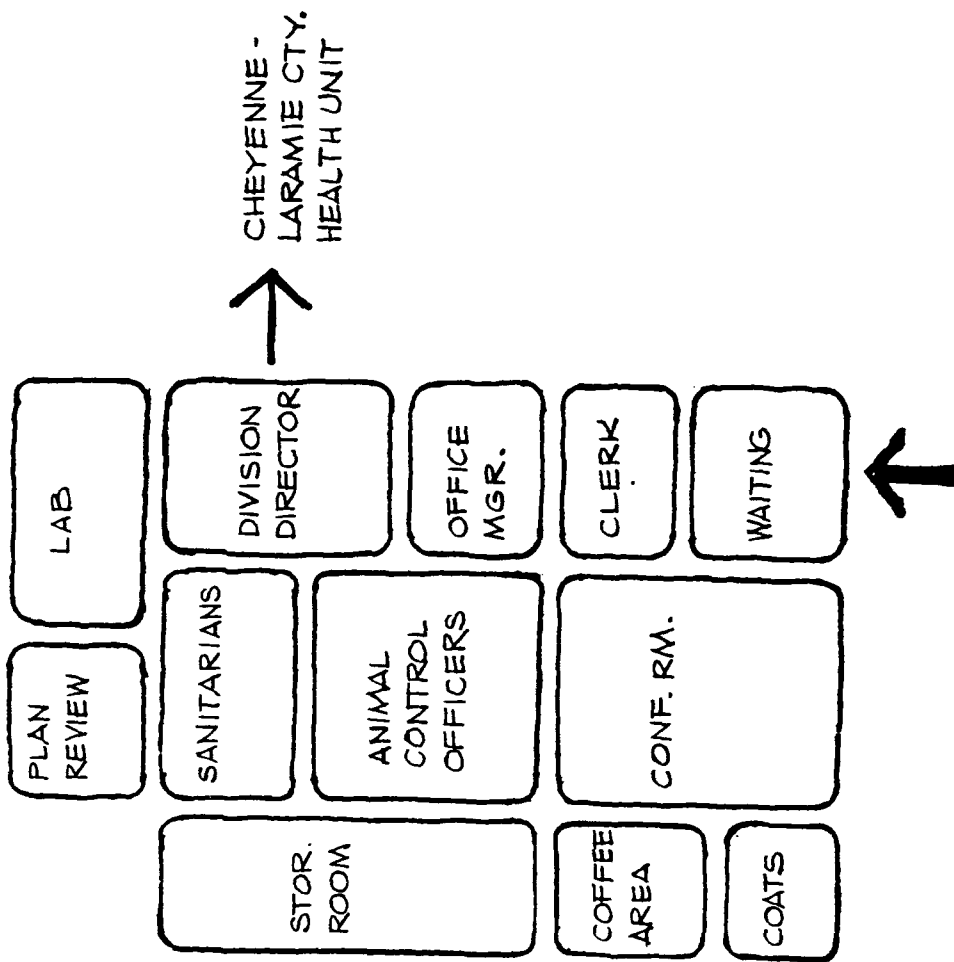 CHEYENNE -
LARAMIE CTY.
HEALTH UNIT
LAB
DIVISION
DIRECTOR
OFFICE
MGR.
CLERK
WAITING
PLAN
REVIEW
SANITARIANS
ANIMAL
CONTROL
OFFICERS
CONF. RM.
STOR.
ROOM
COFFEE
AREA
COATS